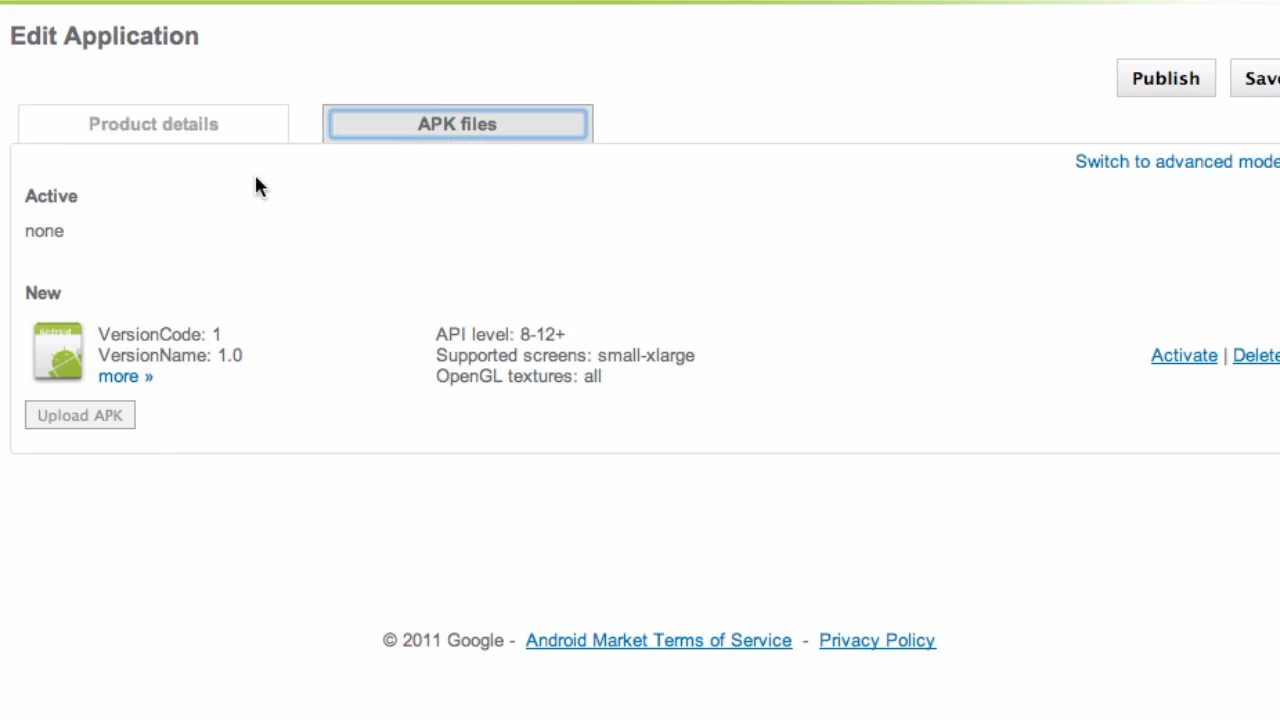 Edit Application
Publish
Product details
APK files
Switch to advanced mode
Active
none
New
Android
VersionCode: 1
VersionName: 1.0
more »
API level: 8-12+
Supported screens: small-xlarge
OpenGL textures: all
Activate | Delete
Upload APK
© 2011 Google - Android Market Terms of Service - Privacy Policy